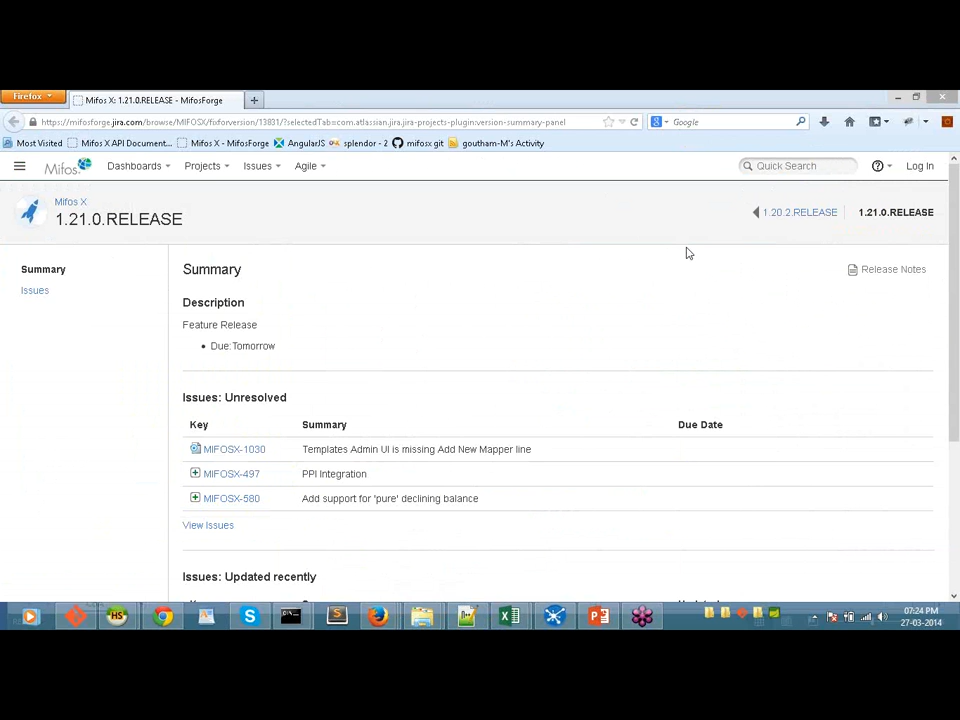 Firefox
Mifos X: 1.21.0.RELEASE - MifosForge
https://mifosforge.jira.com/browse/MIFOSX/fixforversion/13831/?selectedTab=com.atlassian.jira.jira-projects-plugin:version-summary-panel
Google
Most Visited
Mifos X API Document...
Mifos X - MifosForge
AngularJS
splendor - 2
mifosx git
goutham-M's Activity
Mifos
Dashboards
Projects
Issues
Agile
Quick Search
Log In
Mifos X
1.21.0.RELEASE
1.20.2.RELEASE
1.21.0.RELEASE
Summary
Issues
Summary
Release Notes
Description
Feature Release
• Due:Tomorrow
Issues: Unresolved
Key Summary Due Date
MIFOSX-1030 Templates Admin UI is missing Add New Mapper line
MIFOSX-497 PPI Integration
MIFOSX-580 Add support for 'pure' declining balance
View Issues
Issues: Updated recently
07:24 PM
27-03-2014